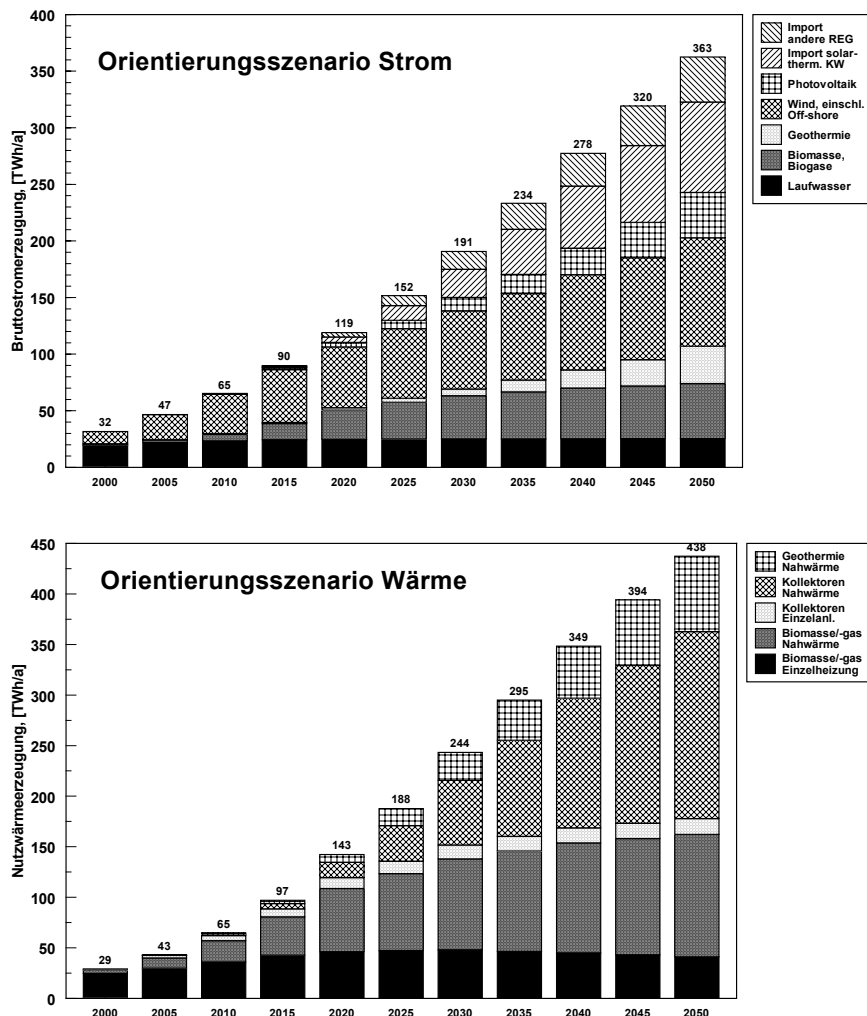 Orientierungsszenario Strom
Bruttostromerzeugung, [TWh/a]
400
350
300
250
200
150
100
50
0
32
47
65
90
119
152
191
234
278
320
363
2000
2005
2010
2015
2020
2025
2030
2035
2040
2045
2050
Import
andere REG
Import solar-
therm. KW
Photovoltaik
Wind, einschl.
Off-shore
Geothermie
Biomasse,
Biogase
Laufwasser
Orientierungsszenario Wärme
Nutzwärmeerzeugung, [TWh/a]
450
400
350
300
250
200
150
100
50
0
29
43
65
97
143
188
244
295
349
394
438
2000
2005
2010
2015
2020
2025
2030
2035
2040
2045
2050
Geothermie
Nahwärme
Kollektoren
Nahwärme
Kollektoren
Einzelanl.
Biomasse/-gas
Nahwärme
Biomasse/-gas
Einzelheizung